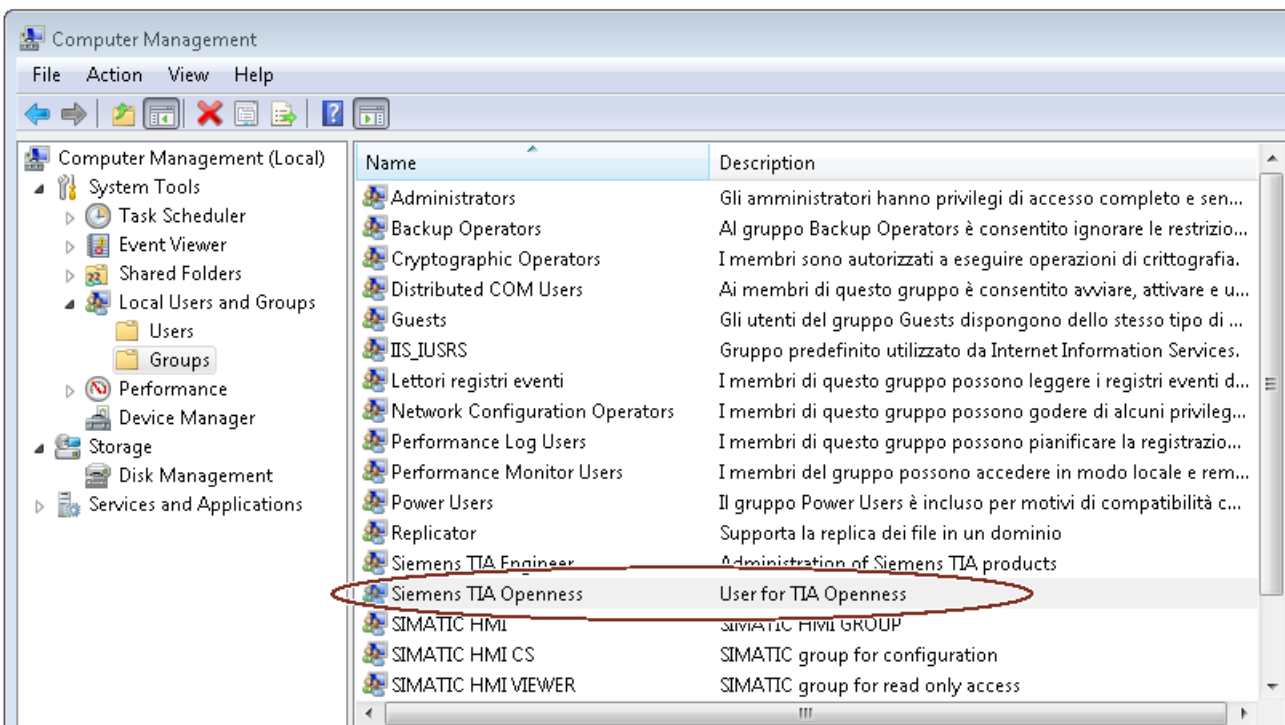 Computer Management
File Action View Help
Computer Management (Local)
System Tools
Task Scheduler
Event Viewer
Shared Folders
Local Users and Groups
Users
Groups
Performance
Device Manager
Storage
Disk Management
Services and Applications
Name Description
Administrators Gli amministratori hanno privilegi di accesso completo e sen...
Backup Operators Al gruppo Backup Operators è consentito ignorare le restrizio...
Cryptographic Operators I membri sono autorizzati a eseguire operazioni di crittografia.
Distributed COM Users Ai membri di questo gruppo è consentito avviare, attivare e u...
Guests Gli utenti del gruppo Guests dispongono dello stesso tipo di ...
IIS_IUSRS Gruppo predefinito utilizzato da Internet Information Services.
Lettori registri eventi I membri di questo gruppo possono leggere i registri eventi d...
Network Configuration Operators I membri di questo gruppo possono godere di alcuni privileg...
Performance Log Users I membri di questo gruppo possono pianificare la registrazio...
Performance Monitor Users I membri del gruppo possono accedere in modo locale e rem...
Power Users Il gruppo Power Users è incluso per motivi di compatibilità c...
Replicator Supporta la replica dei file in un dominio
Siemens TIA Engineer Administration of Siemens TIA products
Siemens TIA Openness User for TIA Openness
SIMATIC HMI SIMATIC HMI GROUP
SIMATIC HMI CS SIMATIC group for configuration
SIMATIC HMI VIEWER SIMATIC group for read only access